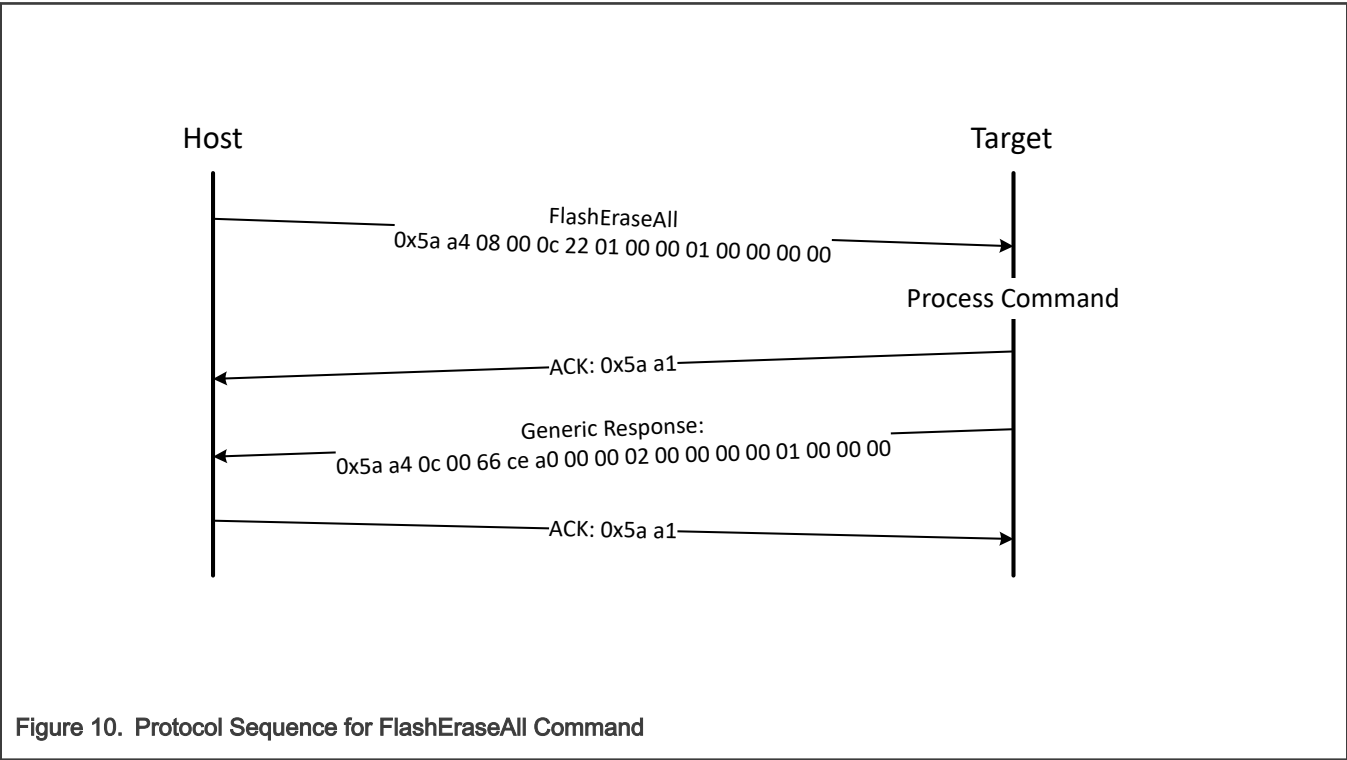 Host
Target
FlashEraseAll
0x5a a4 08 00 0c 22 01 00 00 01 00 00 00 00
Process Command
ACK: 0x5a a1
Generic Response:
0x5a a4 0c 00 66 ce a0 00 00 02 00 00 00 00 01 00 00 00
ACK: 0x5a a1
Figure 10. Protocol Sequence for FlashEraseAll Command